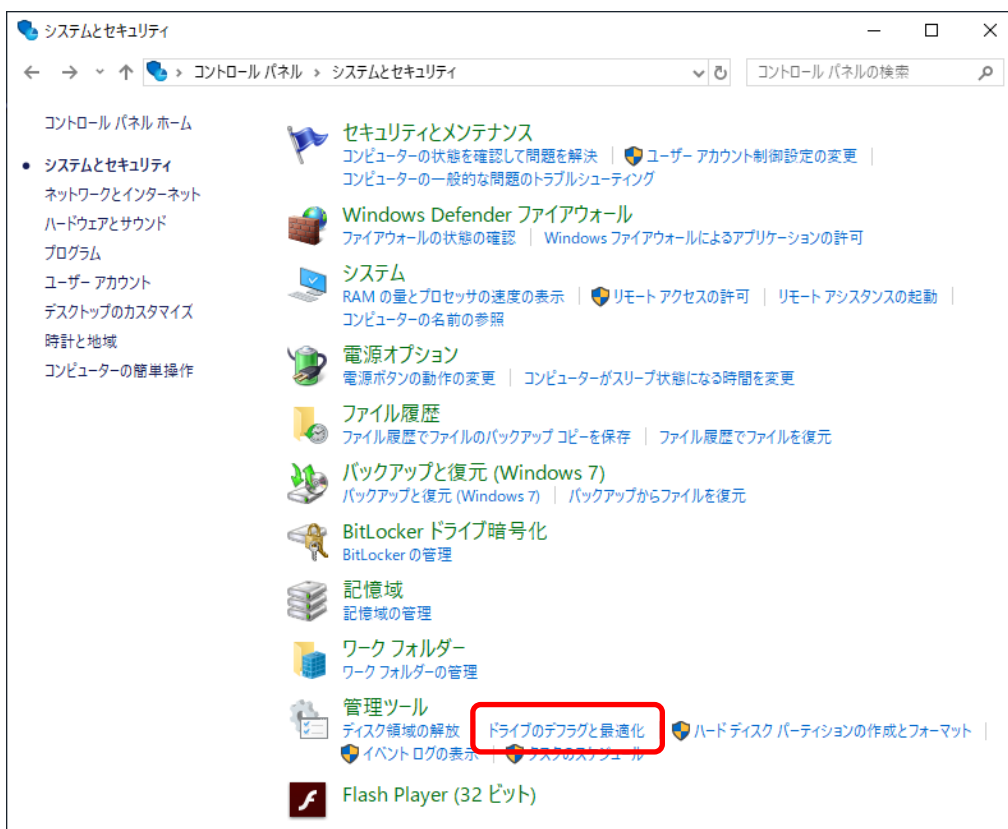 システムとセキュリティ
コントロール パネル › システムとセキュリティ
コントロール パネルの検索
コントロール パネル ホーム
システムとセキュリティ
ネットワークとインターネット
ハードウェアとサウンド
プログラム
ユーザー アカウント
デスクトップのカスタマイズ
時計と地域
コンピューターの簡単操作
セキュリティとメンテナンス
コンピューターの状態を確認して問題を解決 | ユーザー アカウント制御設定の変更 |
コンピューターの一般的な問題のトラブルシューティング
Windows Defender ファイアウォール
ファイアウォールの状態の確認 | Windows ファイアウォールによるアプリケーションの許可
システム
RAM の量とプロセッサの速度の表示 | リモート アクセスの許可 | リモート アシスタンスの起動 |
コンピューターの名前の参照
電源オプション
電源ボタンの動作の変更 | コンピューターがスリープ状態になる時間を変更
ファイル履歴
ファイル履歴でファイルのバックアップ コピーを保存 | ファイル履歴でファイルを復元
バックアップと復元 (Windows 7)
バックアップと復元 (Windows 7) | バックアップからファイルを復元
BitLocker ドライブ暗号化
BitLocker の管理
記憶域
記憶域の管理
ワーク フォルダー
ワーク フォルダーの管理
管理ツール
ディスク領域の解放 ドライブのデフラグと最適化 ハード ディスク パーティションの作成とフォーマット |
イベント ログの表示 | タスクのスケジュール
Flash Player (32 ビット)